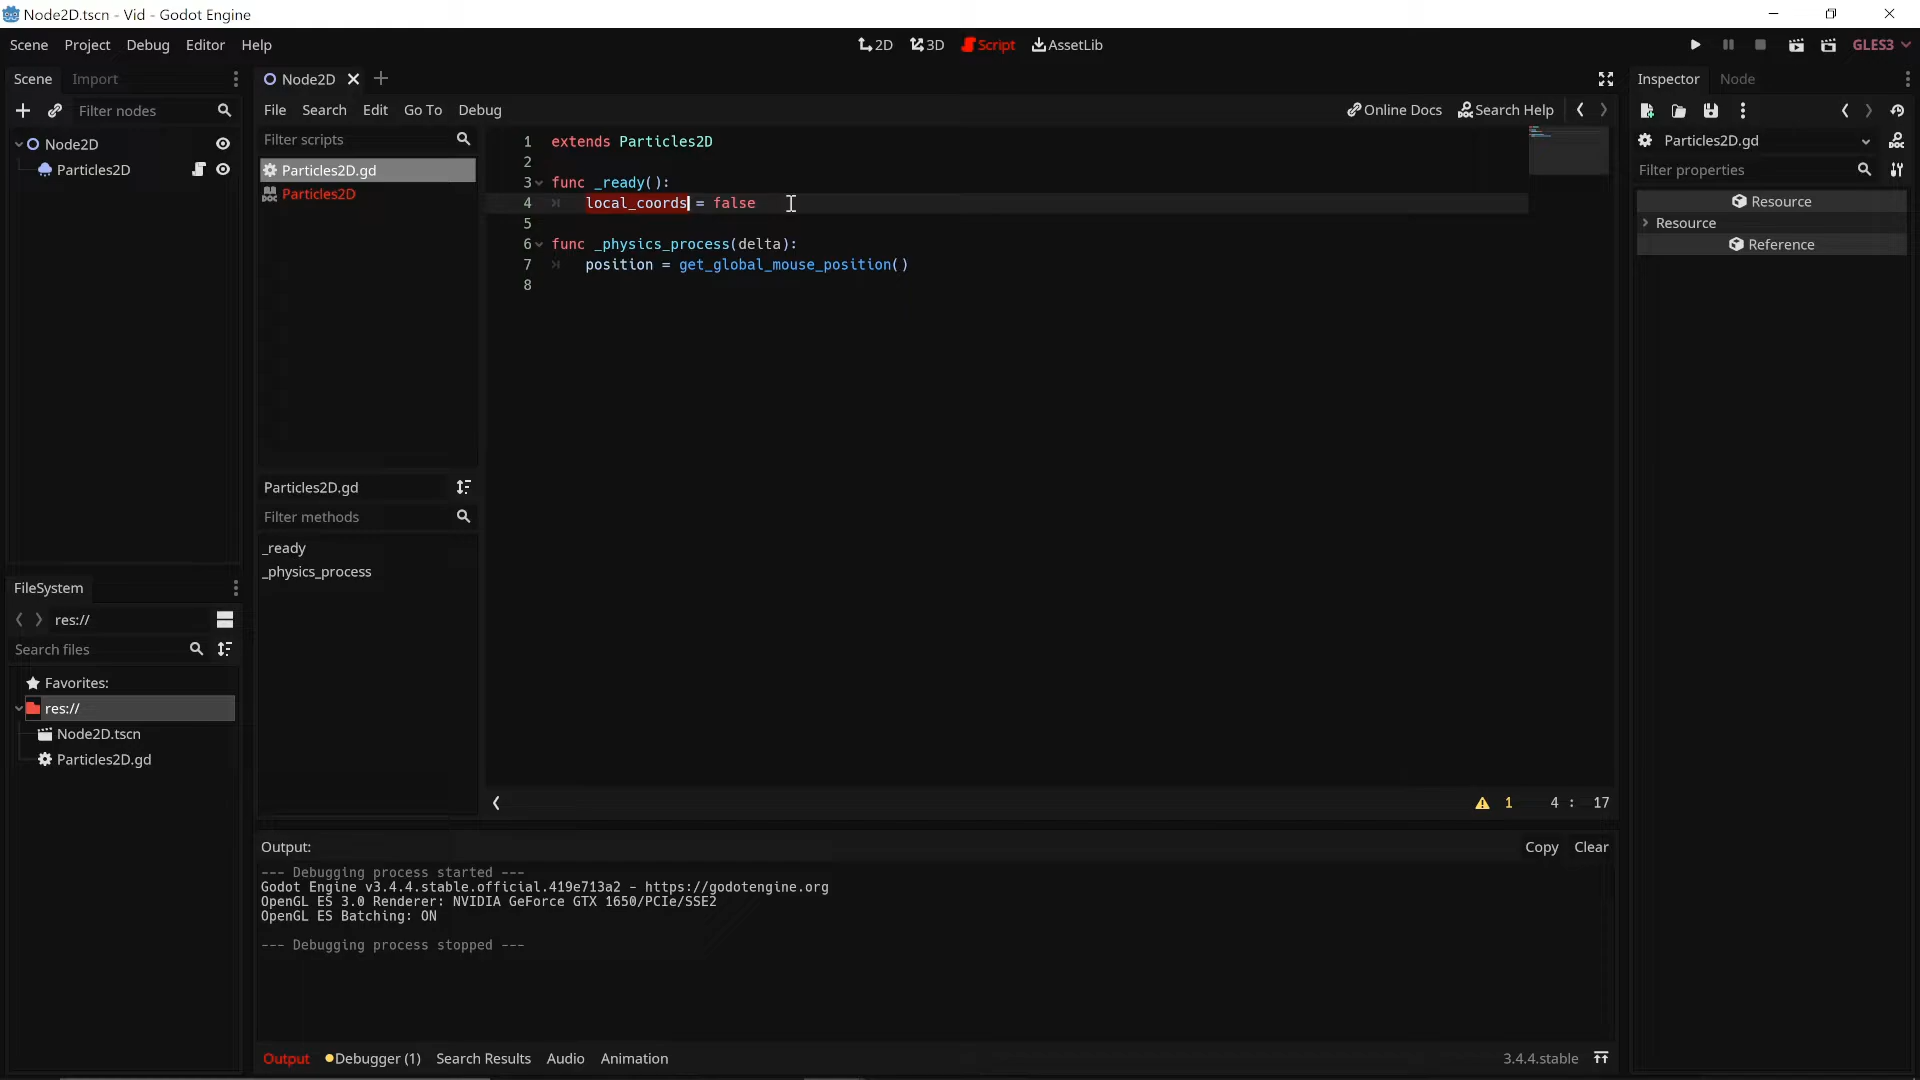 Node2D.tscn - Vid - Godot Engine
Scene Project Debug Editor Help
2D 3D Script AssetLib
GLES3
Scene Import
Filter nodes
Node2D
Particles2D
Node2D
File Search Edit Go To Debug
Online Docs Search Help
Filter scripts
Particles2D.gd
Particles2D
Particles2D.gd
Filter methods
_ready
_physics_process
1 extends Particles2D
2
3 func _ready():
4 local_coords = false
5
6 func _physics_process(delta):
7 position = get_global_mouse_position()
8
1 4 : 17
Inspector Node
Particles2D.gd
Filter properties
Resource
Resource
Reference
FileSystem
res://
Search files
Favorites:
res://
Node2D.tscn
Particles2D.gd
Output:
Copy Clear
--- Debugging process started ---
Godot Engine v3.4.4.stable.official.419e713a2 - https://godotengine.org
OpenGL ES 3.0 Renderer: NVIDIA GeForce GTX 1650/PCIe/SSE2
OpenGL ES Batching: ON
--- Debugging process stopped ---
Output Debugger (1) Search Results Audio Animation
3.4.4.stable